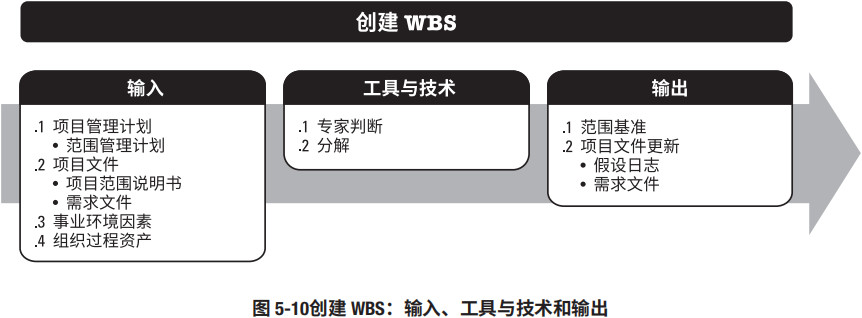 创建 WBS
输入
.1 项目管理计划
• 范围管理计划
.2 项目文件
• 项目范围说明书
• 需求文件
.3 事业环境因素
.4 组织过程资产
工具与技术
.1 专家判断
.2 分解
输出
.1 范围基准
.2 项目文件更新
• 假设日志
• 需求文件
图 5-10创建 WBS：输入、工具与技术和输出